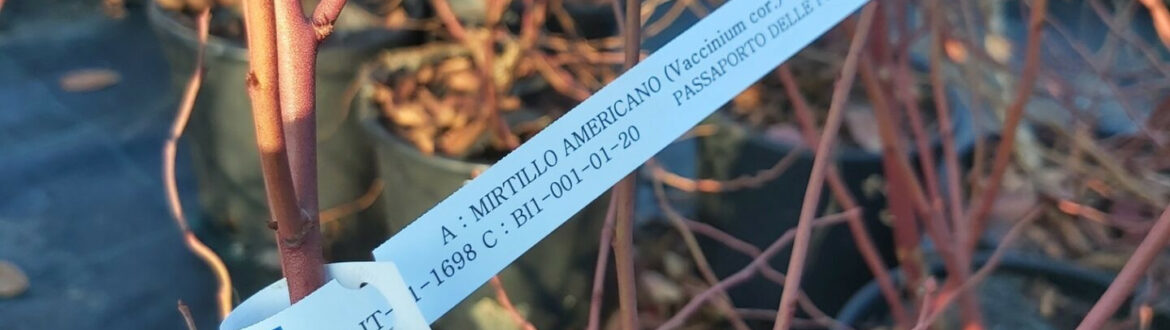 PASSAPORTO DELLE
A : MIRTILLO AMERICANO (Vaccinium cor.)
IT- 1-1698 C : BI1-001-01-20